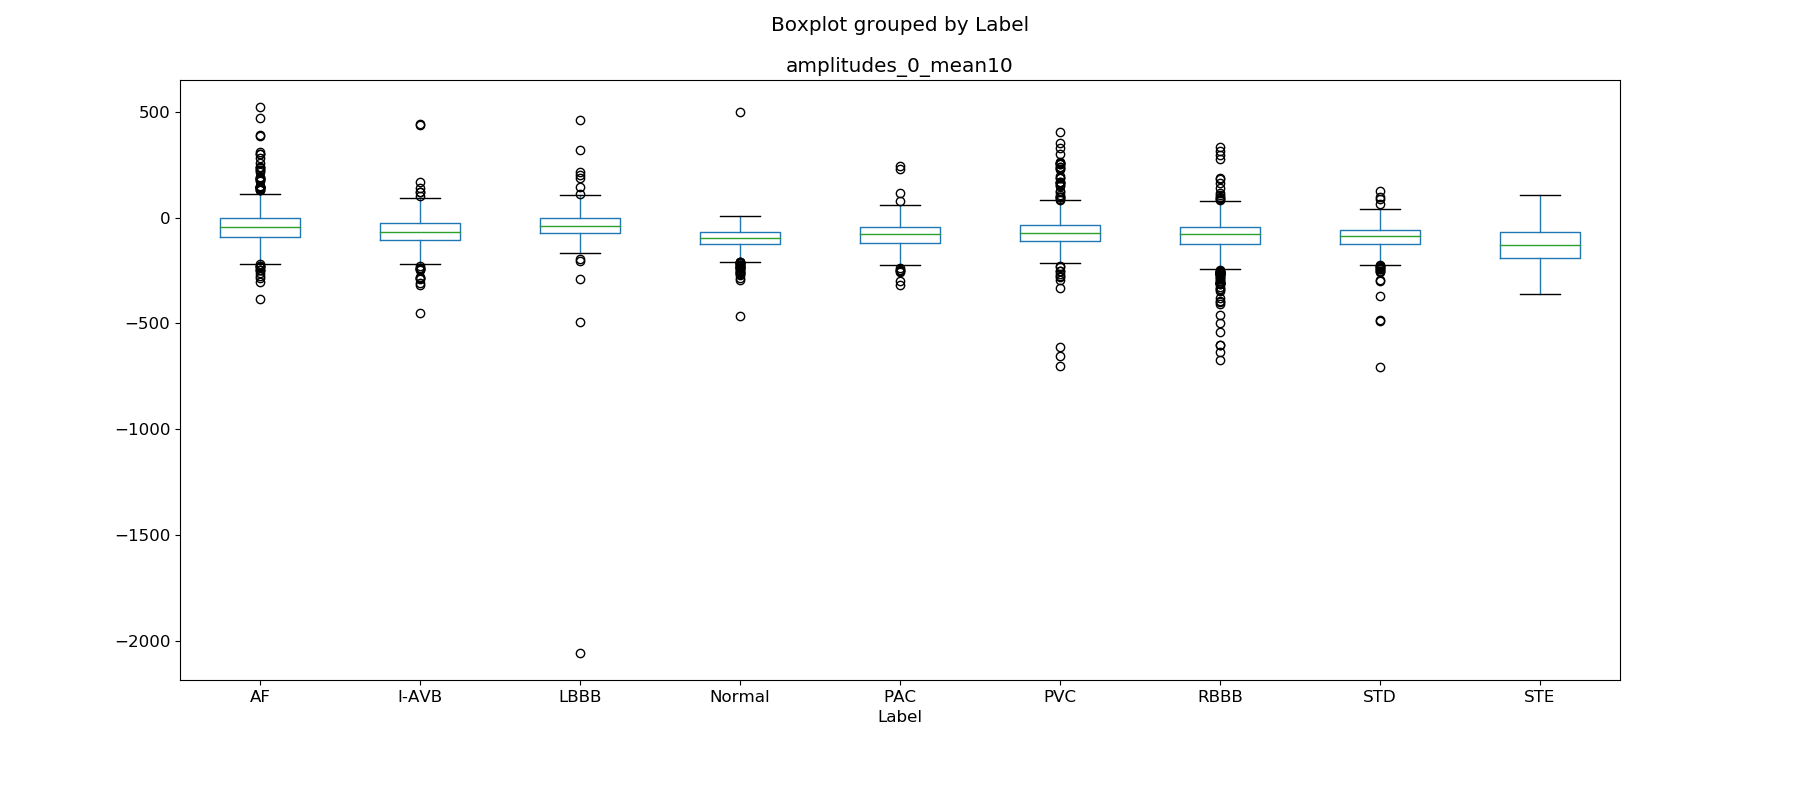 Boxplot grouped by Label
amplitudes_0_mean10
500
0
−500
−1000
−1500
−2000
AF I-AVB LBBB Normal PAC PVC RBBB STD STE
Label